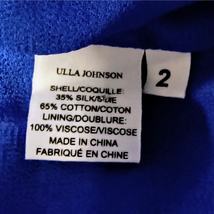 ULLA JOHNSON
2
SHELL/COQUILLE:
35% SILK/SOIE
65% COTTON/COTON
LINING/DOUBLURE:
100% VISCOSE/VISCOSE
MADE IN CHINA
FABRIQUÉ EN CHINE